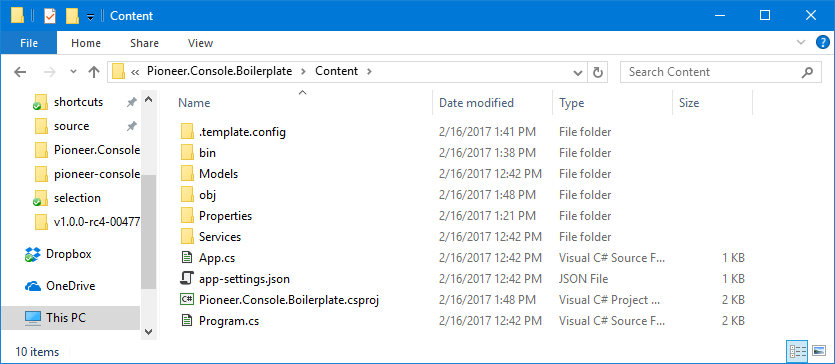 Content
File Home Share View
« Pioneer.Console.Boilerplate > Content > Search Content
shortcuts
source
Pioneer.Console
pioneer-console
selection
v1.0.0-rc4-00477
Dropbox
OneDrive
This PC
Name Date modified Type Size
.template.config 2/16/2017 1:41 PM File folder
bin 2/16/2017 1:38 PM File folder
Models 2/16/2017 12:42 PM File folder
obj 2/16/2017 1:48 PM File folder
Properties 2/16/2017 1:21 PM File folder
Services 2/16/2017 12:42 PM File folder
App.cs 2/16/2017 12:42 PM Visual C# Source F... 1 KB
app-settings.json 2/16/2017 12:42 PM JSON File 1 KB
C# Pioneer.Console.Boilerplate.csproj 2/16/2017 1:48 PM Visual C# Project ... 2 KB
Program.cs 2/16/2017 12:42 PM Visual C# Source F... 2 KB
10 items